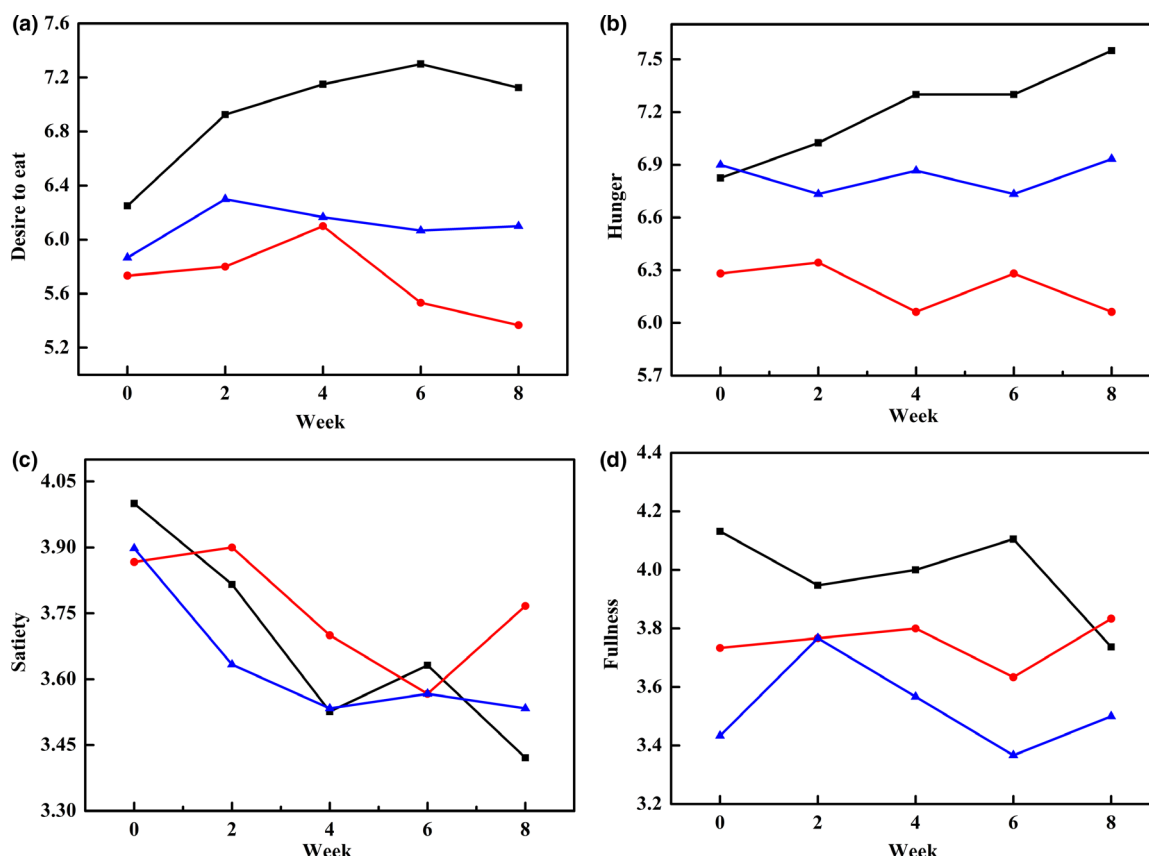 (a)
7.6
7.2
6.8
6.4
6.0
5.6
5.2
Desire to eat
0 2 4 6 8
Week
(b)
7.5
7.2
6.9
6.6
6.3
6.0
5.7
Hunger
0 2 4 6 8
Week
(c)
4.05
3.90
3.75
3.60
3.45
3.30
Satiety
0 2 4 6 8
Week
(d)
4.4
4.2
4.0
3.8
3.6
3.4
3.2
Fullness
0 2 4 6 8
Week